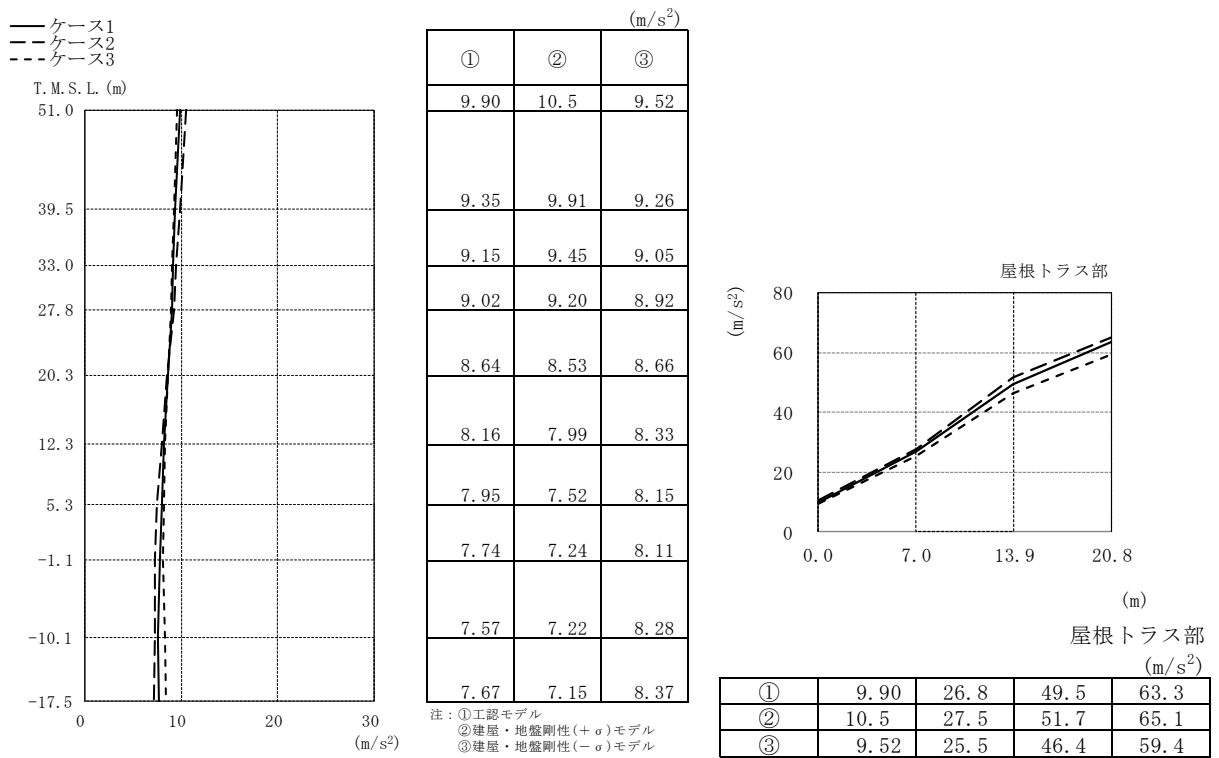 ケース1
ケース2
ケース3
T.M.S.L.(m)
51.0
39.5
33.0
27.8
20.3
12.3
5.3
-1.1
-10.1
-17.5
0 10 20 30
(m/s²)
(m/s²)
① ② ③
9.90 10.5 9.52
9.35 9.91 9.26
9.15 9.45 9.05
9.02 9.20 8.92
8.64 8.53 8.66
8.16 7.99 8.33
7.95 7.52 8.15
7.74 7.24 8.11
7.57 7.22 8.28
7.67 7.15 8.37
注：①工認モデル
②建屋・地盤剛性(＋σ)モデル
③建屋・地盤剛性(－σ)モデル
屋根トラス部
(m/s²)
80
60
40
20
0
0.0 7.0 13.9 20.8
(m)
屋根トラス部
(m/s²)
① 9.90 26.8 49.5 63.3
② 10.5 27.5 51.7 65.1
③ 9.52 25.5 46.4 59.4